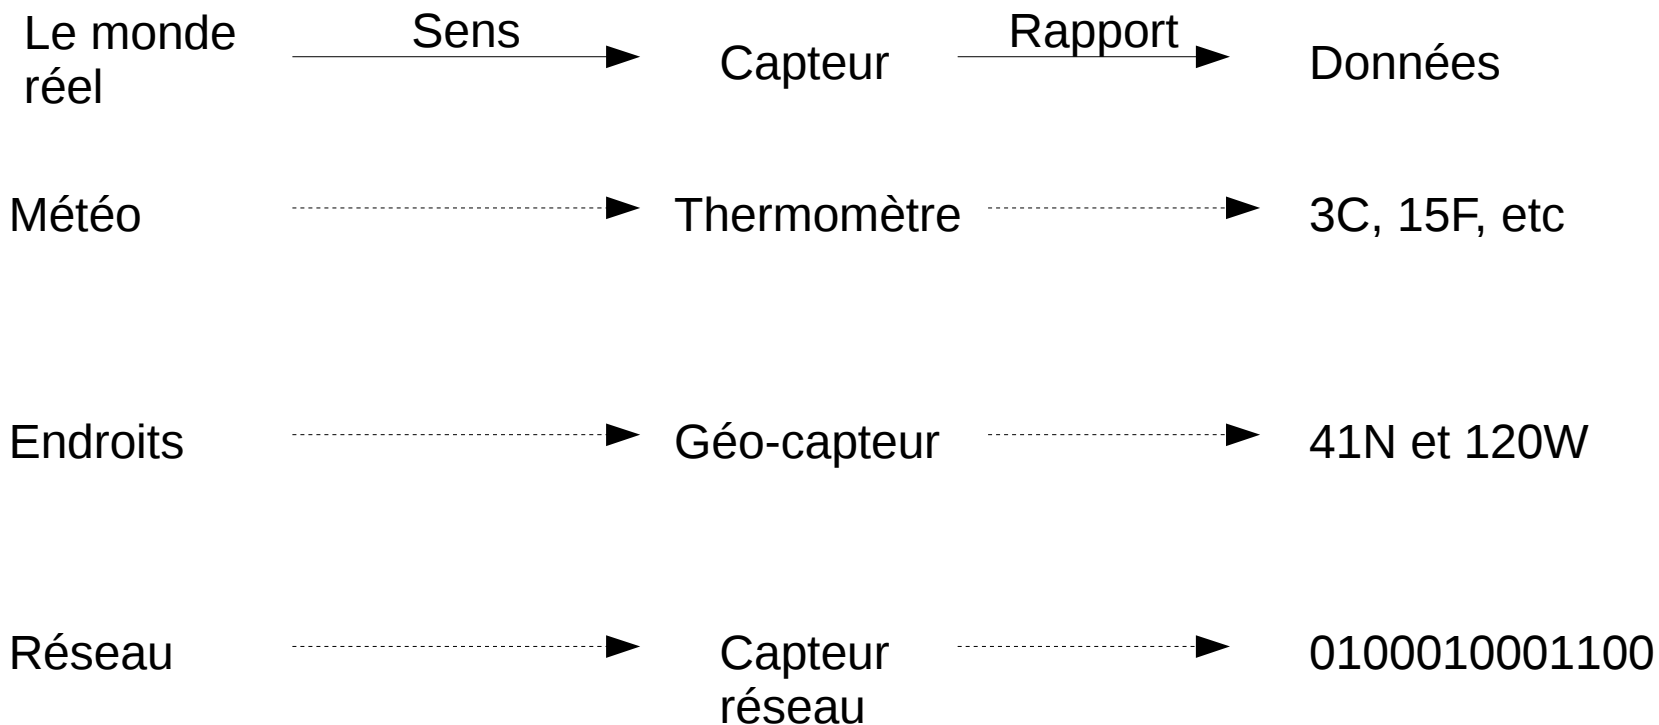 Le monde
réel
Sens
Capteur
Rapport
Données
Météo
Thermomètre
3C, 15F, etc
Endroits
Géo-capteur
41N et 120W
Réseau
Capteur
réseau
0100010001100